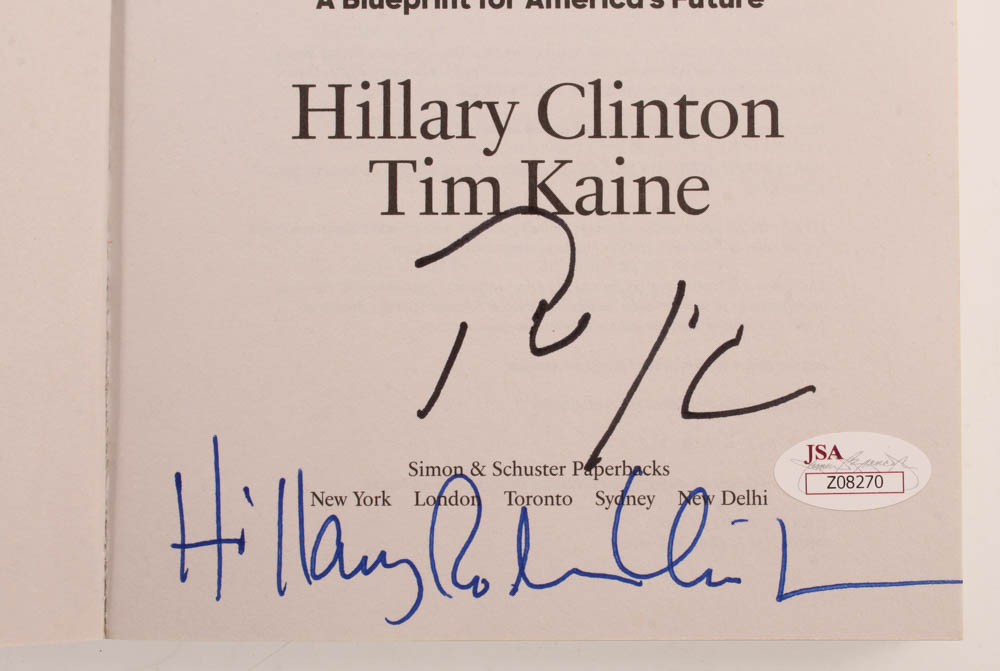 A Blueprint for America's Future
Hillary Clinton
Tim Kaine
Simon & Schuster Paperbacks
New York London Toronto Sydney New Delhi
Hillary Rodham Clinton
JSA
Z08270